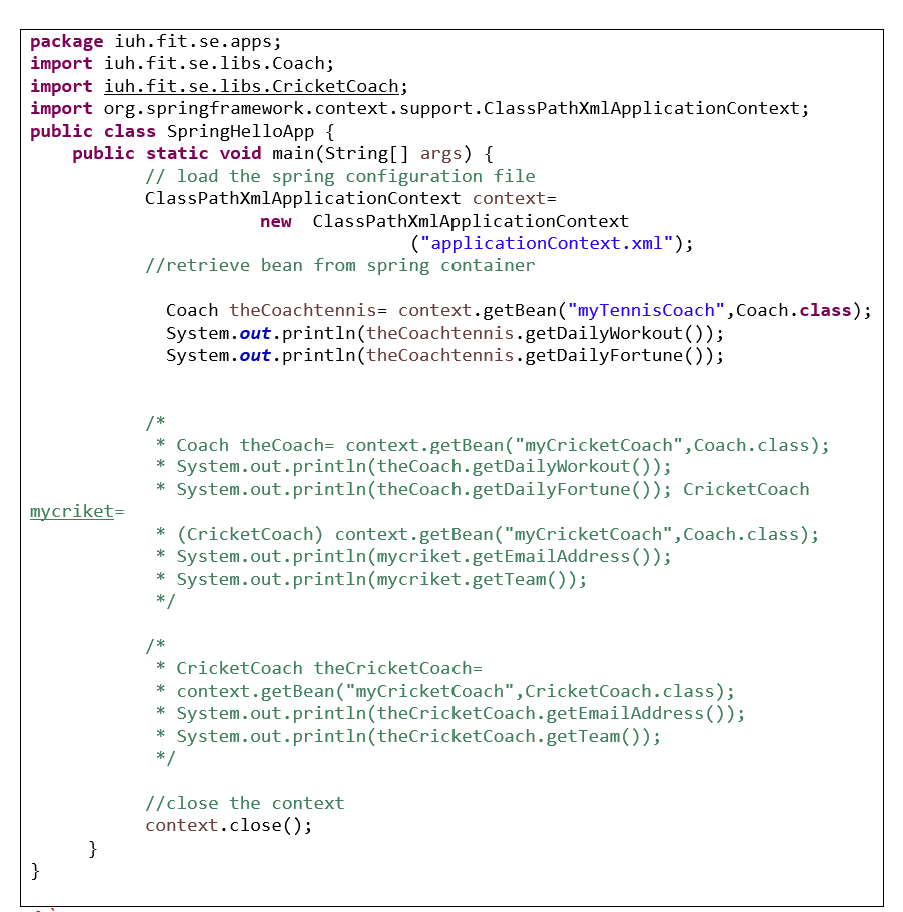 package iuh.fit.se.apps;
import iuh.fit.se.libs.Coach;
import iuh.fit.se.libs.CricketCoach;
import org.springframework.context.support.ClassPathXmlApplicationContext;
public class SpringHelloApp {
    public static void main(String[] args) {
           // load the spring configuration file
           ClassPathXmlApplicationContext context=
                      new  ClassPathXmlApplicationContext
                                    ("applicationContext.xml");
           //retrieve bean from spring container
             Coach theCoachtennis= context.getBean("myTennisCoach",Coach.class);
             System.out.println(theCoachtennis.getDailyWorkout());
             System.out.println(theCoachtennis.getDailyFortune());
           /*
            * Coach theCoach= context.getBean("myCricketCoach",Coach.class);
            * System.out.println(theCoach.getDailyWorkout());
            * System.out.println(theCoach.getDailyFortune()); CricketCoach
mycriket=
            * (CricketCoach) context.getBean("myCricketCoach",Coach.class);
            * System.out.println(mycriket.getEmailAddress());
            * System.out.println(mycriket.getTeam());
            */
           /*
            * CricketCoach theCricketCoach=
            * context.getBean("myCricketCoach",CricketCoach.class);
            * System.out.println(theCricketCoach.getEmailAddress());
            * System.out.println(theCricketCoach.getTeam());
            */
           //close the context
           context.close();
      }
}